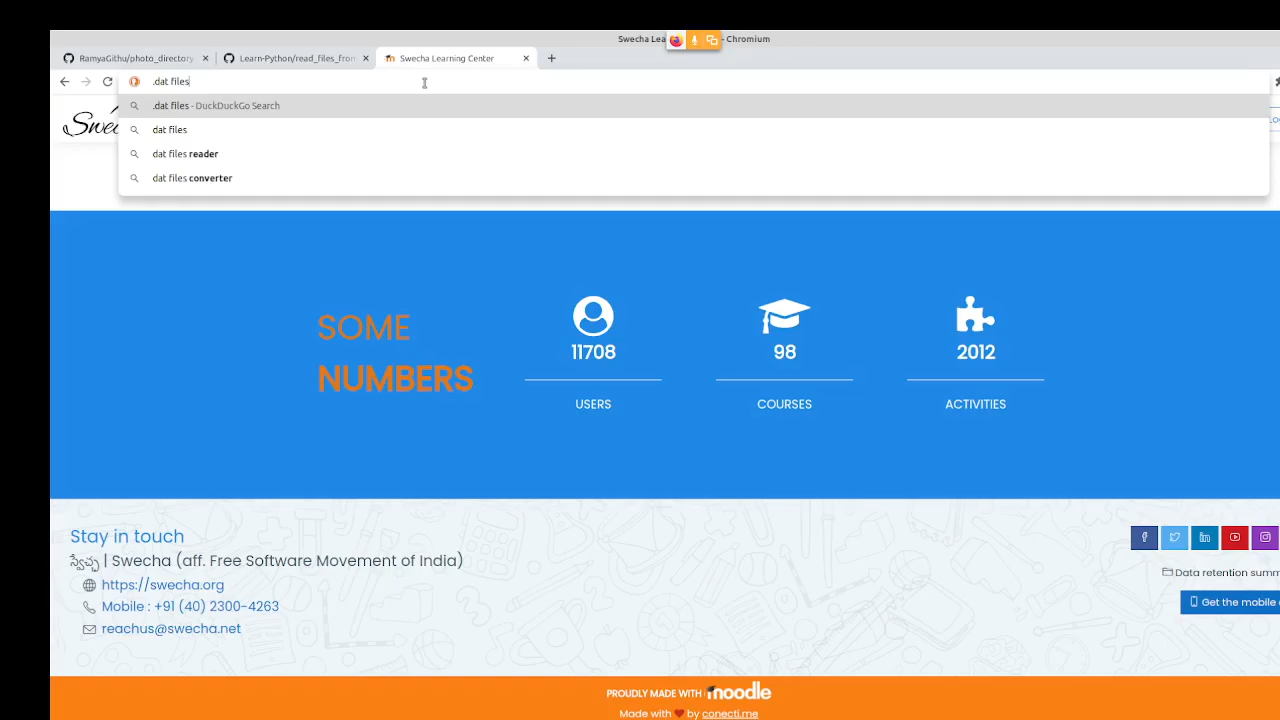 Swecha Lea - Chromium
RamyaGithu/photo_directory
Learn-Python/read_files_from
Swecha Learning Center
.dat files
.dat files - DuckDuckGo Search
dat files
dat files reader
dat files converter
Swec
SOME
NUMBERS
11708
98
2012
USERS
COURSES
ACTIVITIES
Stay in touch
స్వేచ్ఛ | Swecha (aff. Free Software Movement of India)
https://swecha.org
Mobile : +91 (40) 2300-4263
reachus@swecha.net
Data retention summ
Get the mobile
PROUDLY MADE WITH moodle
Made with ❤ by conecti.me